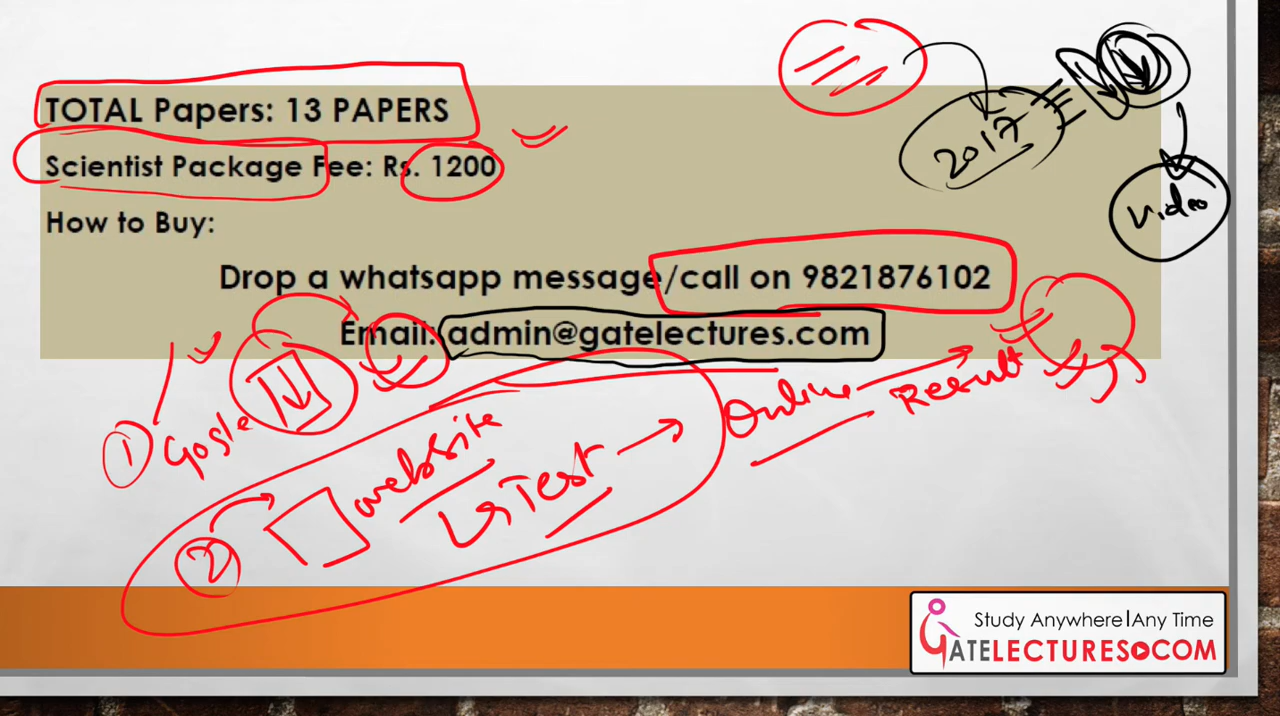 TOTAL Papers: 13 PAPERS
Scientist Package Fee: Rs. 1200
How to Buy:
Drop a whatsapp message/call on 9821876102
Email: admin@gatelectures.com
2017
Video
1 Google
2 website
Test
Online
Result
Study Anywhere|Any Time
GATELECTURES.COM